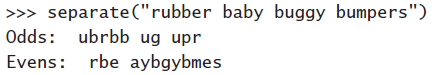 >>> separate("rubber baby buggy bumpers")
Odds:  ubrbb ug upr
Evens:  rbe aybgybmes